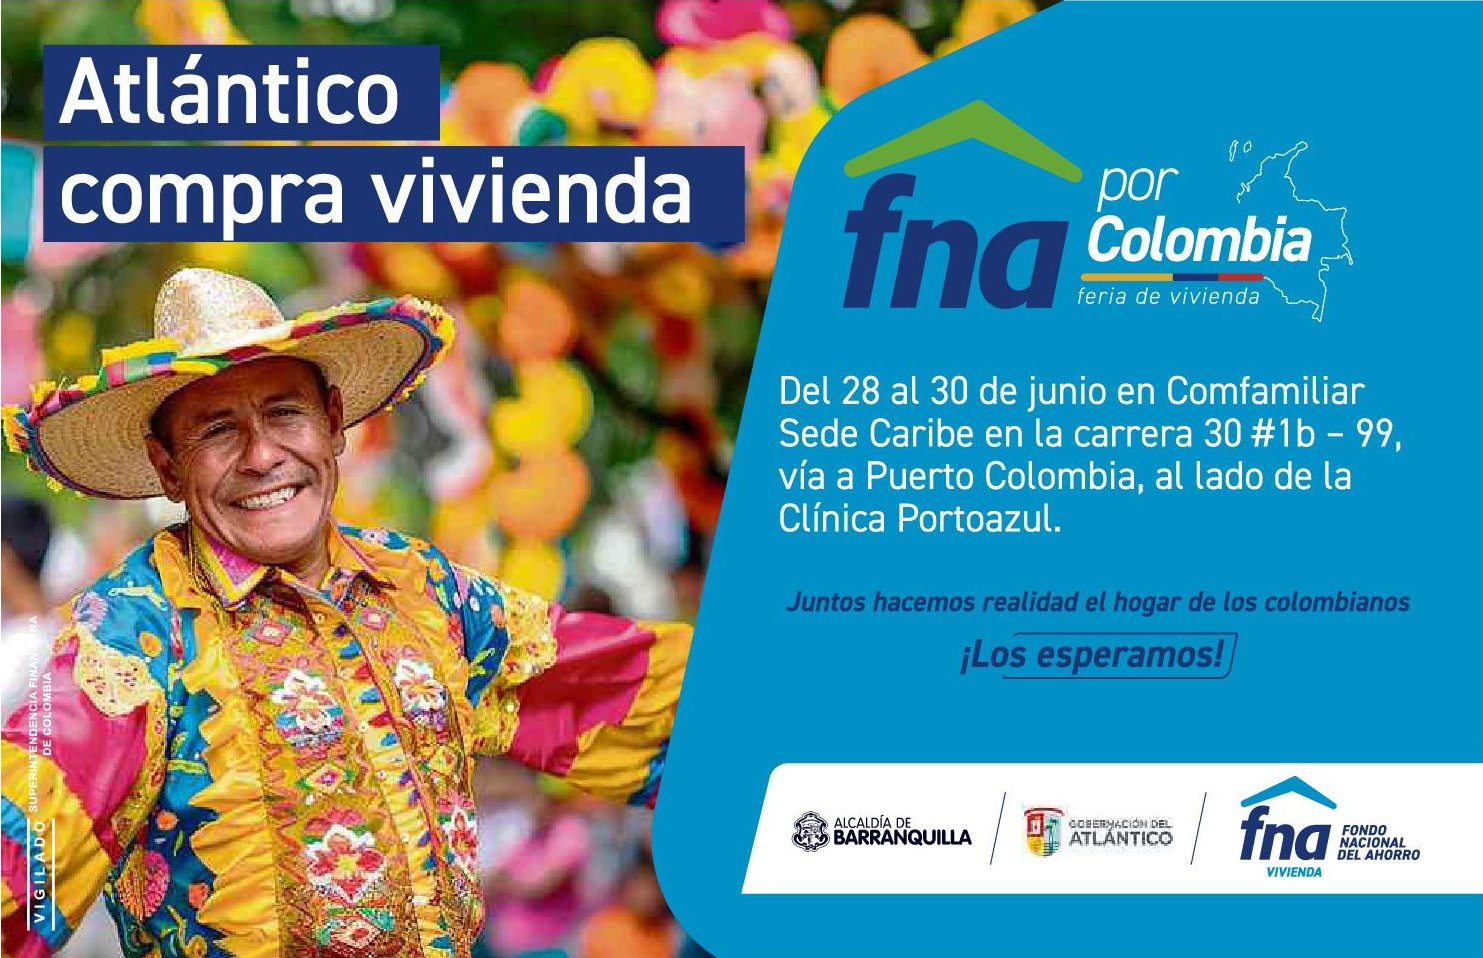 Atlántico
compra vivienda
fna
por
Colombia
feria de vivienda
Del 28 al 30 de junio en Comfamiliar
Sede Caribe en la carrera 30 #1b – 99,
vía a Puerto Colombia, al lado de la
Clínica Portoazul.
Juntos hacemos realidad el hogar de los colombianos
¡Los esperamos!
ALCALDÍA DE
BARRANQUILLA
GOBERNACIÓN DEL
ATLÁNTICO
fna
VIVIENDA
FONDO
NACIONAL
DEL AHORRO
VIGILADO
SUPERINTENDENCIA FINANCIERA
DE COLOMBIA